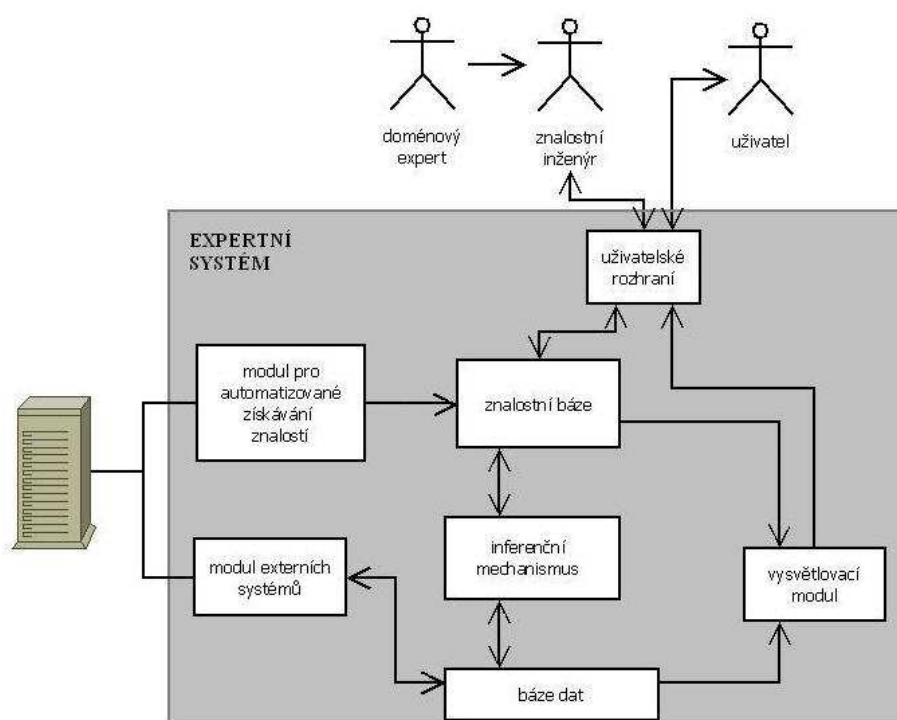 doménový
expert
znalostní
inženýr
uživatel
EXPERTNÍ
SYSTÉM
uživatelské
rozhraní
modul pro
automatizované
získávání
znalostí
znalostní báze
inferenční
mechanismus
modul externích
systémů
vysvětlovací
modul
báze dat